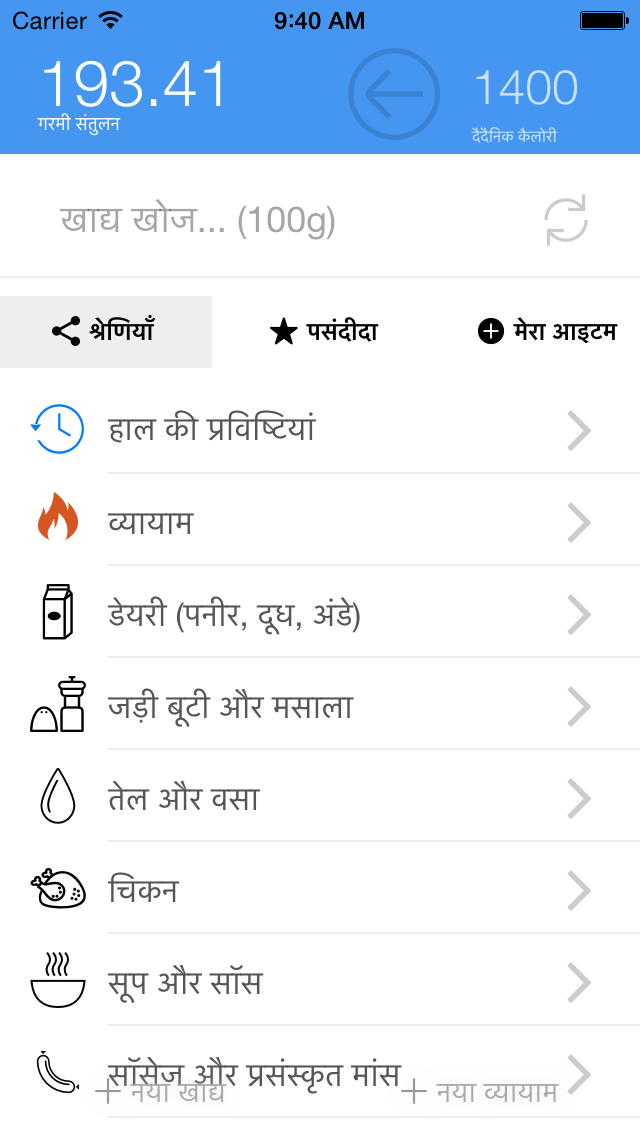 Carrier 9:40 AM
193.41 1400
गरमी संतुलन दैदैनिक कैलोरी
खाद्य खोज... (100g)
श्रेणियाँ पसंदीदा मेरा आइटम
हाल की प्रविष्टियां
व्यायाम
डेयरी (पनीर, दूध, अंडे)
जड़ी बूटी और मसाला
तेल और वसा
चिकन
सूप और सॉस
सॉसेज और प्रसंस्कृत मांस
नया खाद्य नया व्यायाम